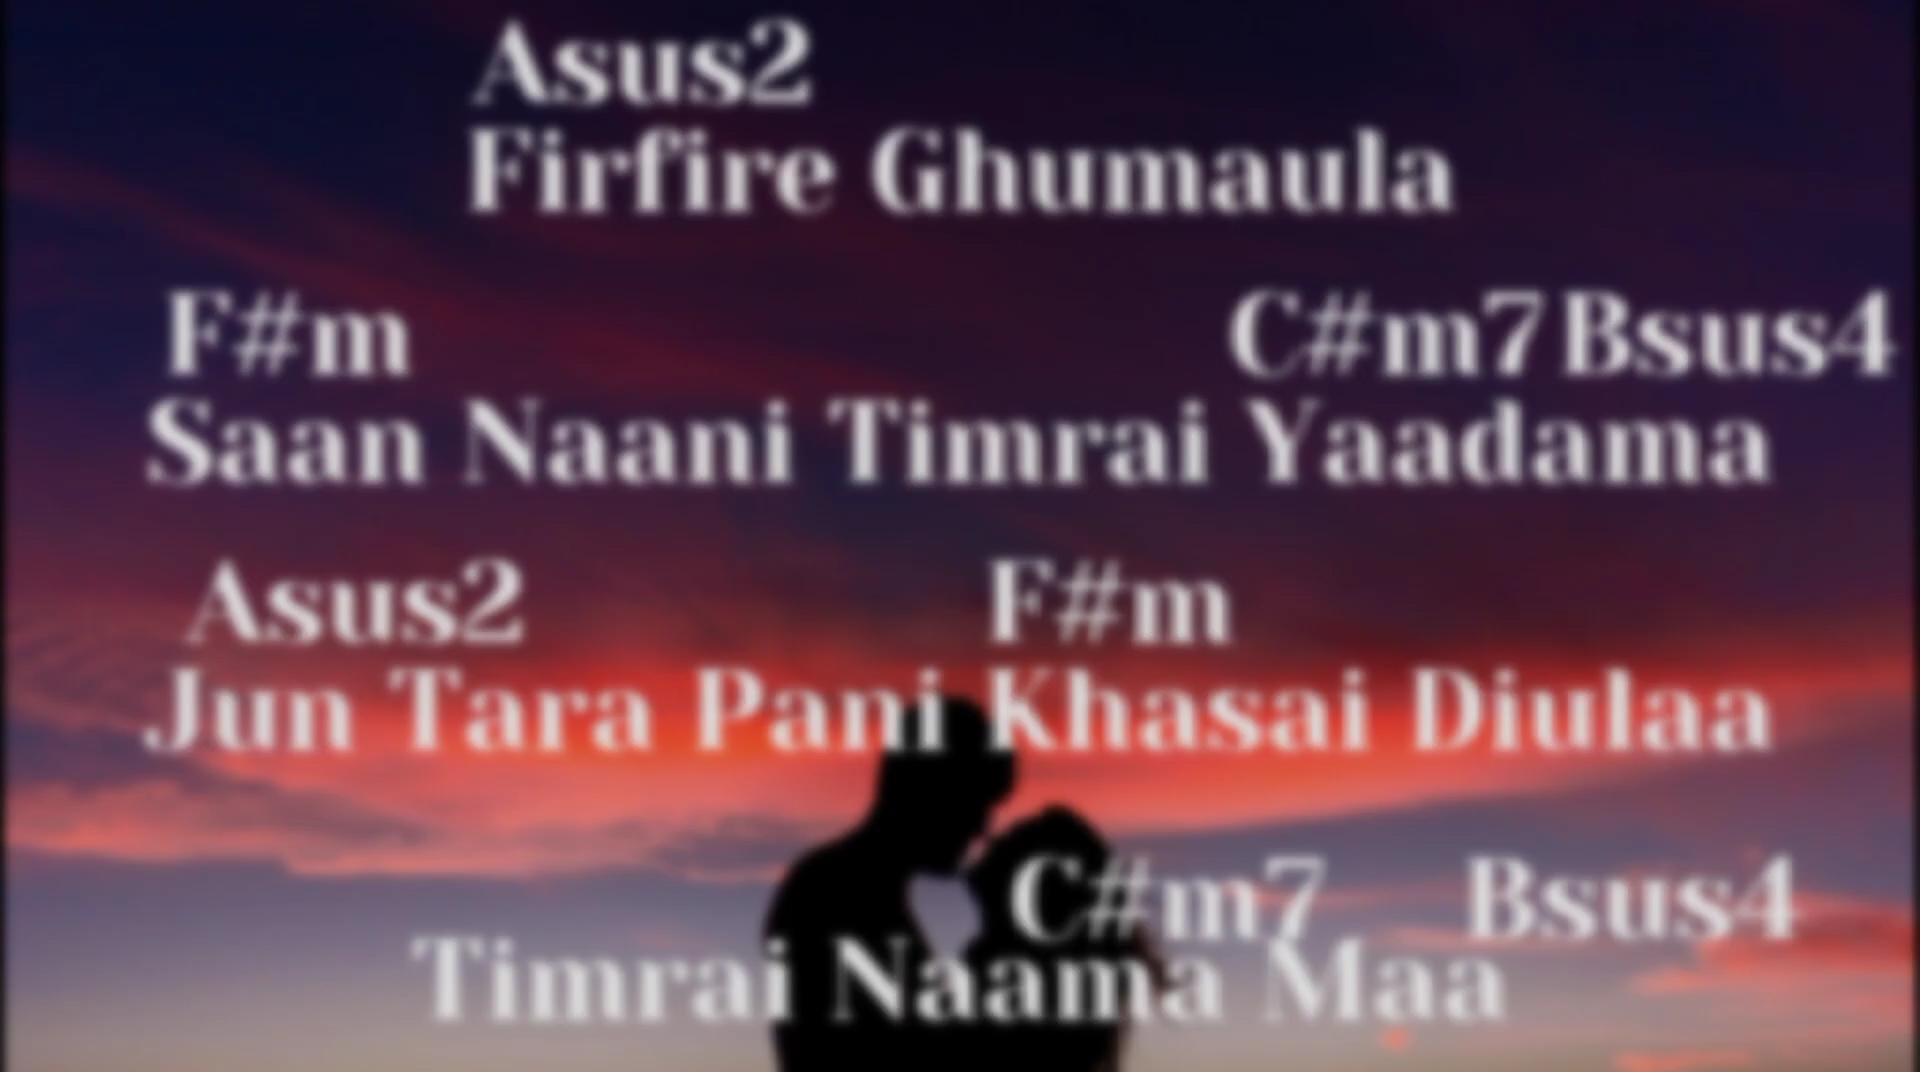 Asus2
Firfire Ghumaula
F#m C#m7 Bsus4
Saan Naani Timrai Yaadama
Asus2 F#m
Jun Tara Pani Khasai Diulaa
C#m7 Bsus4
Timrai Naama Maa